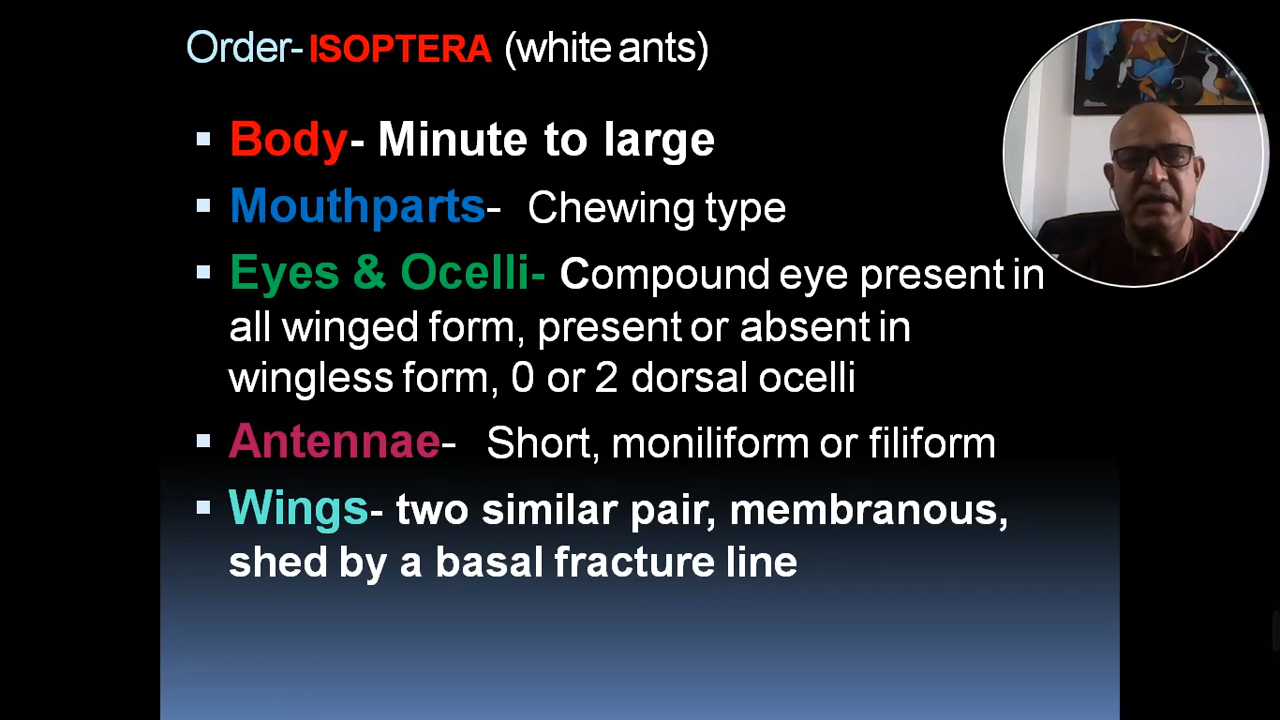 Order- ISOPTERA (white ants)
▪ Body- Minute to large
▪ Mouthparts- Chewing type
▪ Eyes & Ocelli- Compound eye present in
all winged form, present or absent in
wingless form, 0 or 2 dorsal ocelli
▪ Antennae- Short, moniliform or filiform
▪ Wings- two similar pair, membranous,
shed by a basal fracture line